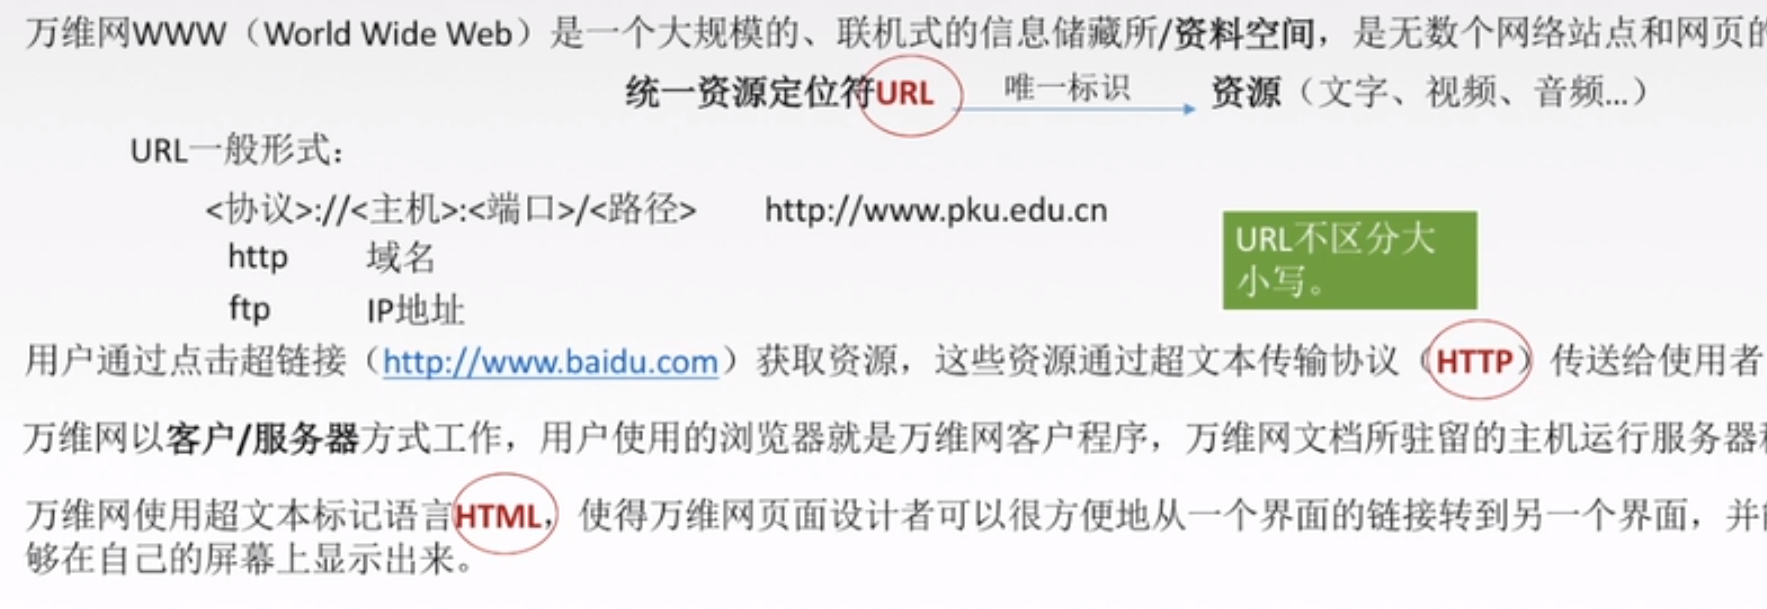 万维网WWW（World Wide Web）是一个大规模的、联机式的信息储藏所/资料空间，是无数个网络站点和网页的
统一资源定位符URL 唯一标识 资源（文字、视频、音频...）
URL一般形式：
<协议>://<主机>:<端口>/<路径> http://www.pku.edu.cn
URL不区分大
小写。
http 域名
ftp IP地址
用户通过点击超链接（http://www.baidu.com）获取资源，这些资源通过超文本传输协议（HTTP）传送给使用者
万维网以客户/服务器方式工作，用户使用的浏览器就是万维网客户程序，万维网文档所驻留的主机运行服务器
万维网使用超文本标记语言HTML，使得万维网页面设计者可以很方便地从一个界面的链接转到另一个界面，并
够在自己的屏幕上显示出来。